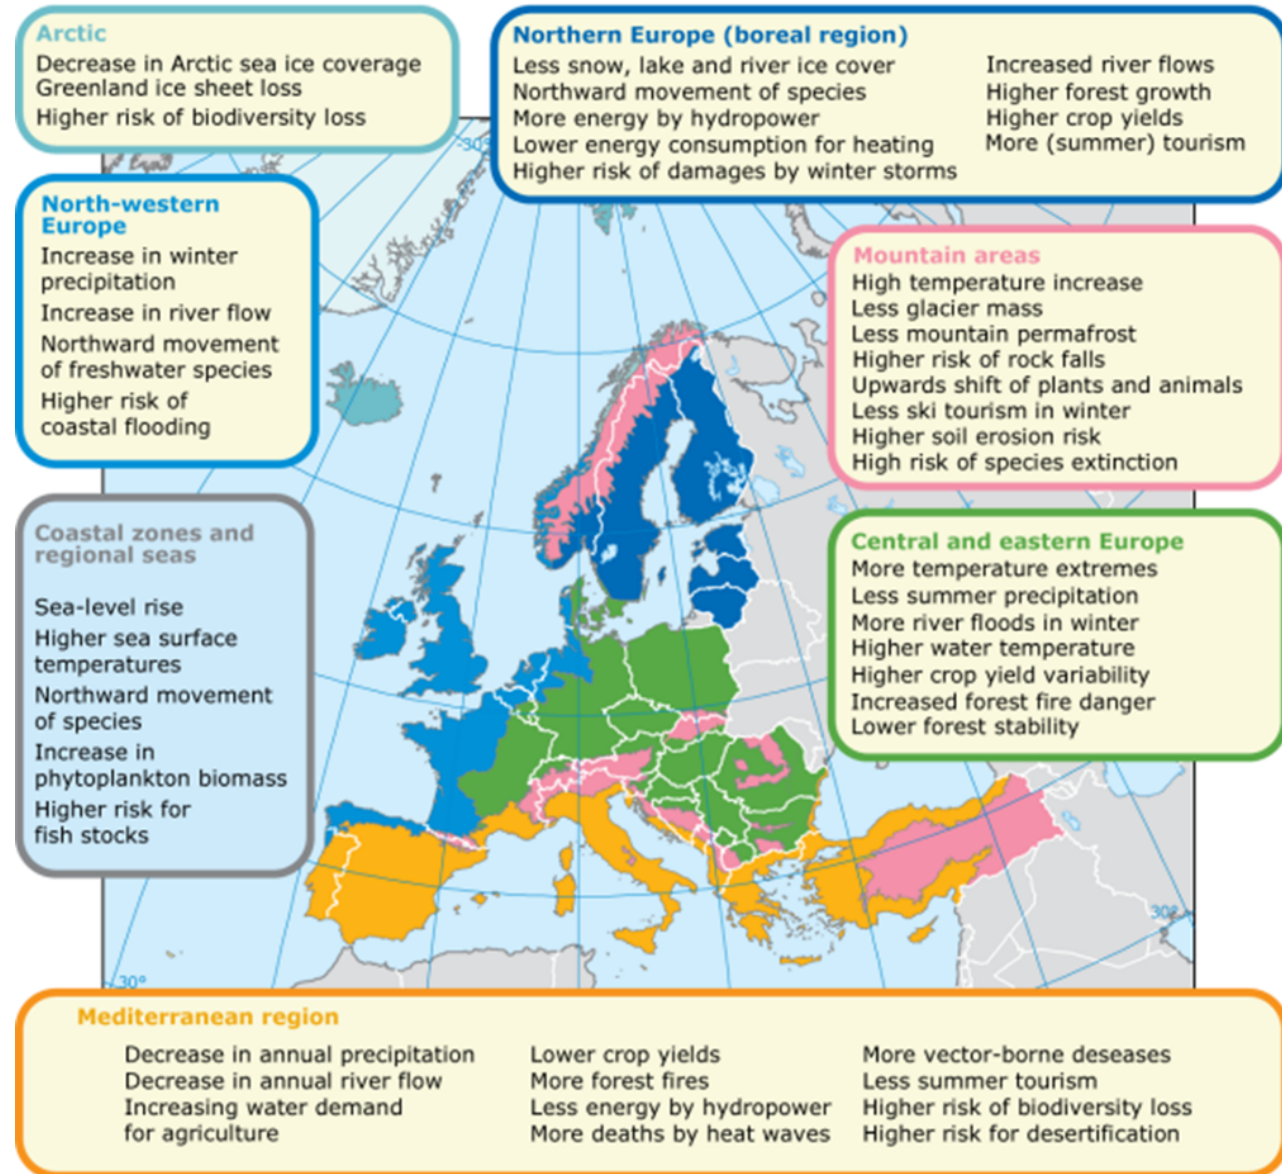 Arctic
Decrease in Arctic sea ice coverage
Greenland ice sheet loss
Higher risk of biodiversity loss
Northern Europe (boreal region)
Less snow, lake and river ice cover
Northward movement of species
More energy by hydropower
Lower energy consumption for heating
Higher risk of damages by winter storms
Increased river flows
Higher forest growth
Higher crop yields
More (summer) tourism
-30°
North-western
Europe
Increase in winter
precipitation
Increase in river flow
Northward movement
of freshwater species
Higher risk of
coastal flooding
Mountain areas
High temperature increase
Less glacier mass
Less mountain permafrost
Higher risk of rock falls
Upwards shift of plants and animals
Less ski tourism in winter
Higher soil erosion risk
High risk of species extinction
Coastal zones and
regional seas
Sea-level rise
Higher sea surface
temperatures
Northward movement
of species
Increase in
phytoplankton biomass
Higher risk for
fish stocks
Central and eastern Europe
More temperature extremes
Less summer precipitation
More river floods in winter
Higher water temperature
Higher crop yield variability
Increased forest fire danger
Lower forest stability
30°
30°
Mediterranean region
Decrease in annual precipitation
Decrease in annual river flow
Increasing water demand
for agriculture
Lower crop yields
More forest fires
Less energy by hydropower
More deaths by heat waves
More vector-borne deseases
Less summer tourism
Higher risk of biodiversity loss
Higher risk for desertification